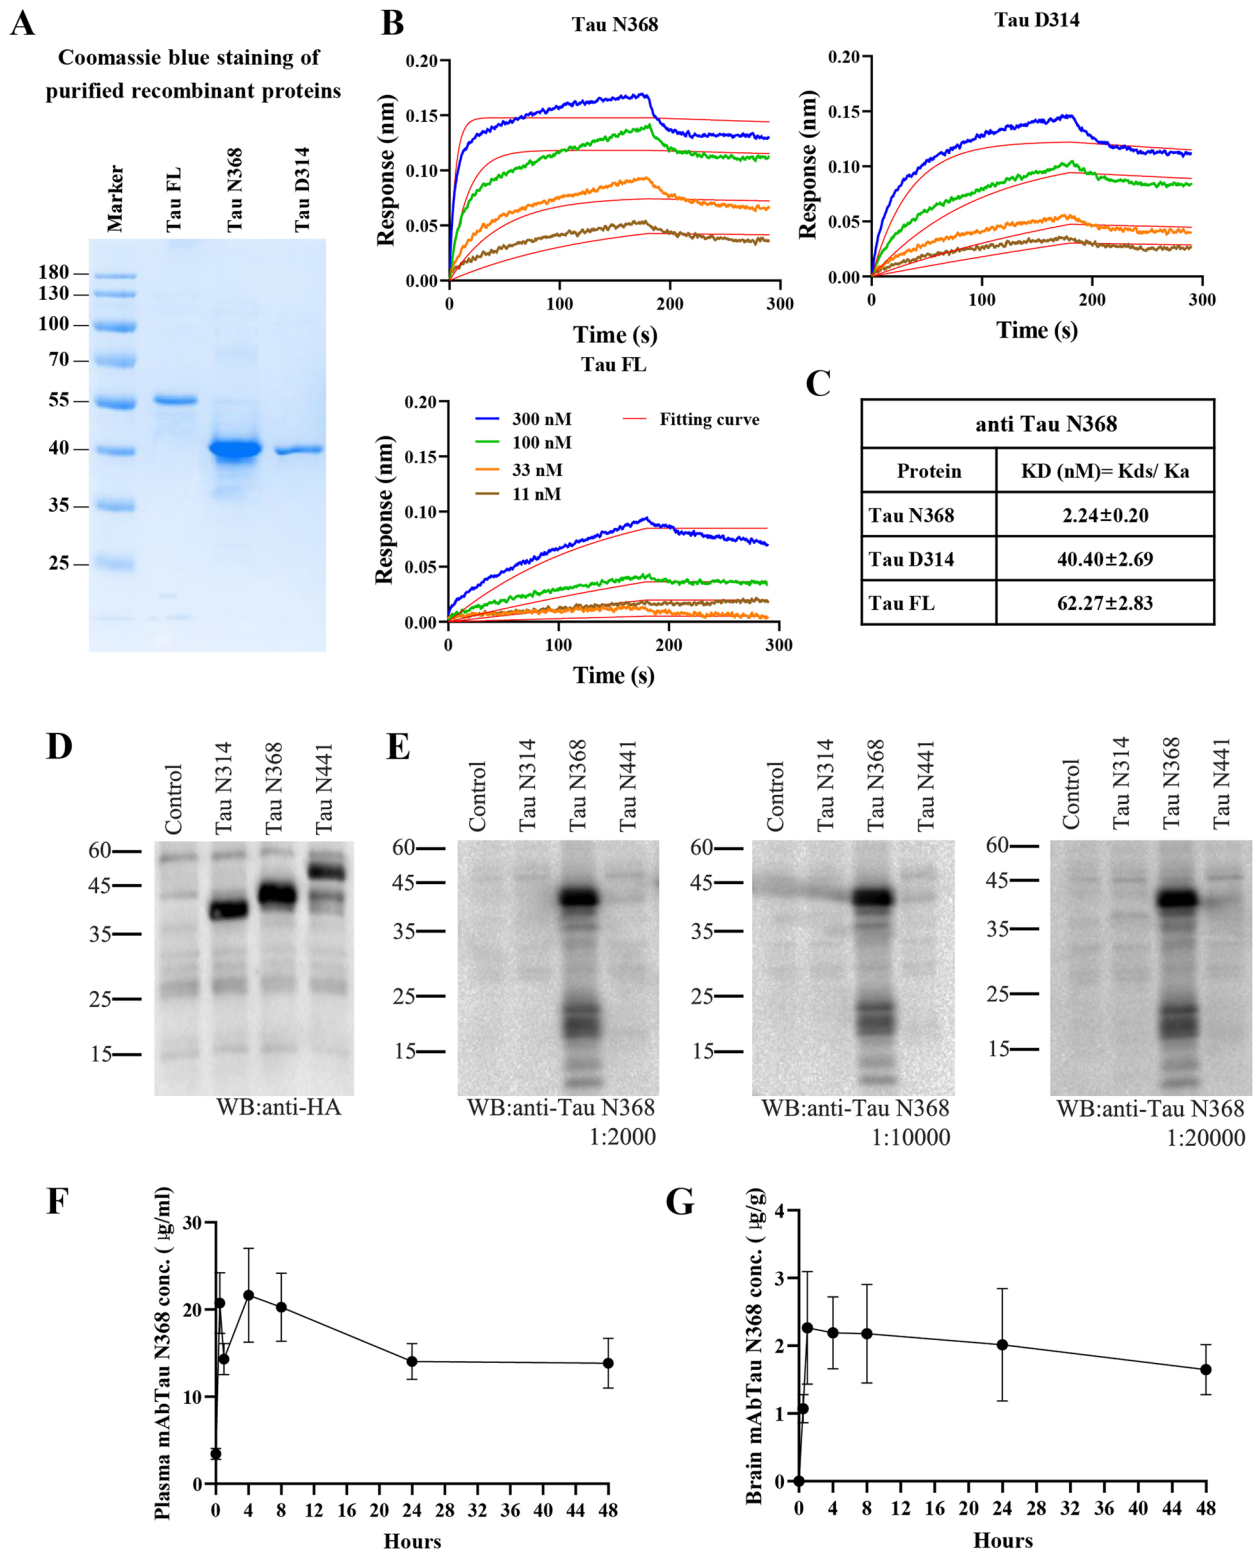 A
Coomassie blue staining of
purified recombinant proteins
Marker
Tau FL
Tau N368
Tau D314
180
130
100
70
55
40
35
25
B
Tau N368
Response (nm)
0.20
0.15
0.10
0.05
0.00
0 100 200 300
Time (s)
Tau D314
Response (nm)
0.20
0.15
0.10
0.05
0.00
0 100 200 300
Time (s)
Tau FL
Response (nm)
0.20
0.15
0.10
0.05
0.00
300 nM
100 nM
33 nM
11 nM
Fitting curve
0 100 200 300
Time (s)
C
anti Tau N368
Protein KD (nM)= Kds/ Ka
Tau N368 2.24±0.20
Tau D314 40.40±2.69
Tau FL 62.27±2.83
D
Control
Tau N314
Tau N368
Tau N441
60
45
35
25
15
WB:anti-HA
E
Control
Tau N314
Tau N368
Tau N441
60
45
35
25
15
WB:anti-Tau N368
1:2000
Control
Tau N314
Tau N368
Tau N441
60
45
35
25
15
WB:anti-Tau N368
1:10000
Control
Tau N314
Tau N368
Tau N441
60
45
35
25
15
WB:anti-Tau N368
1:20000
F
Plasma mAbTau N368 conc. ( μg/ml)
30
20
10
0
0 4 8 12 16 20 24 28 32 36 40 44 48
Hours
G
Brain mAbTau N368 conc. ( μg/g)
4
3
2
1
0
0 4 8 12 16 20 24 28 32 36 40 44 48
Hours